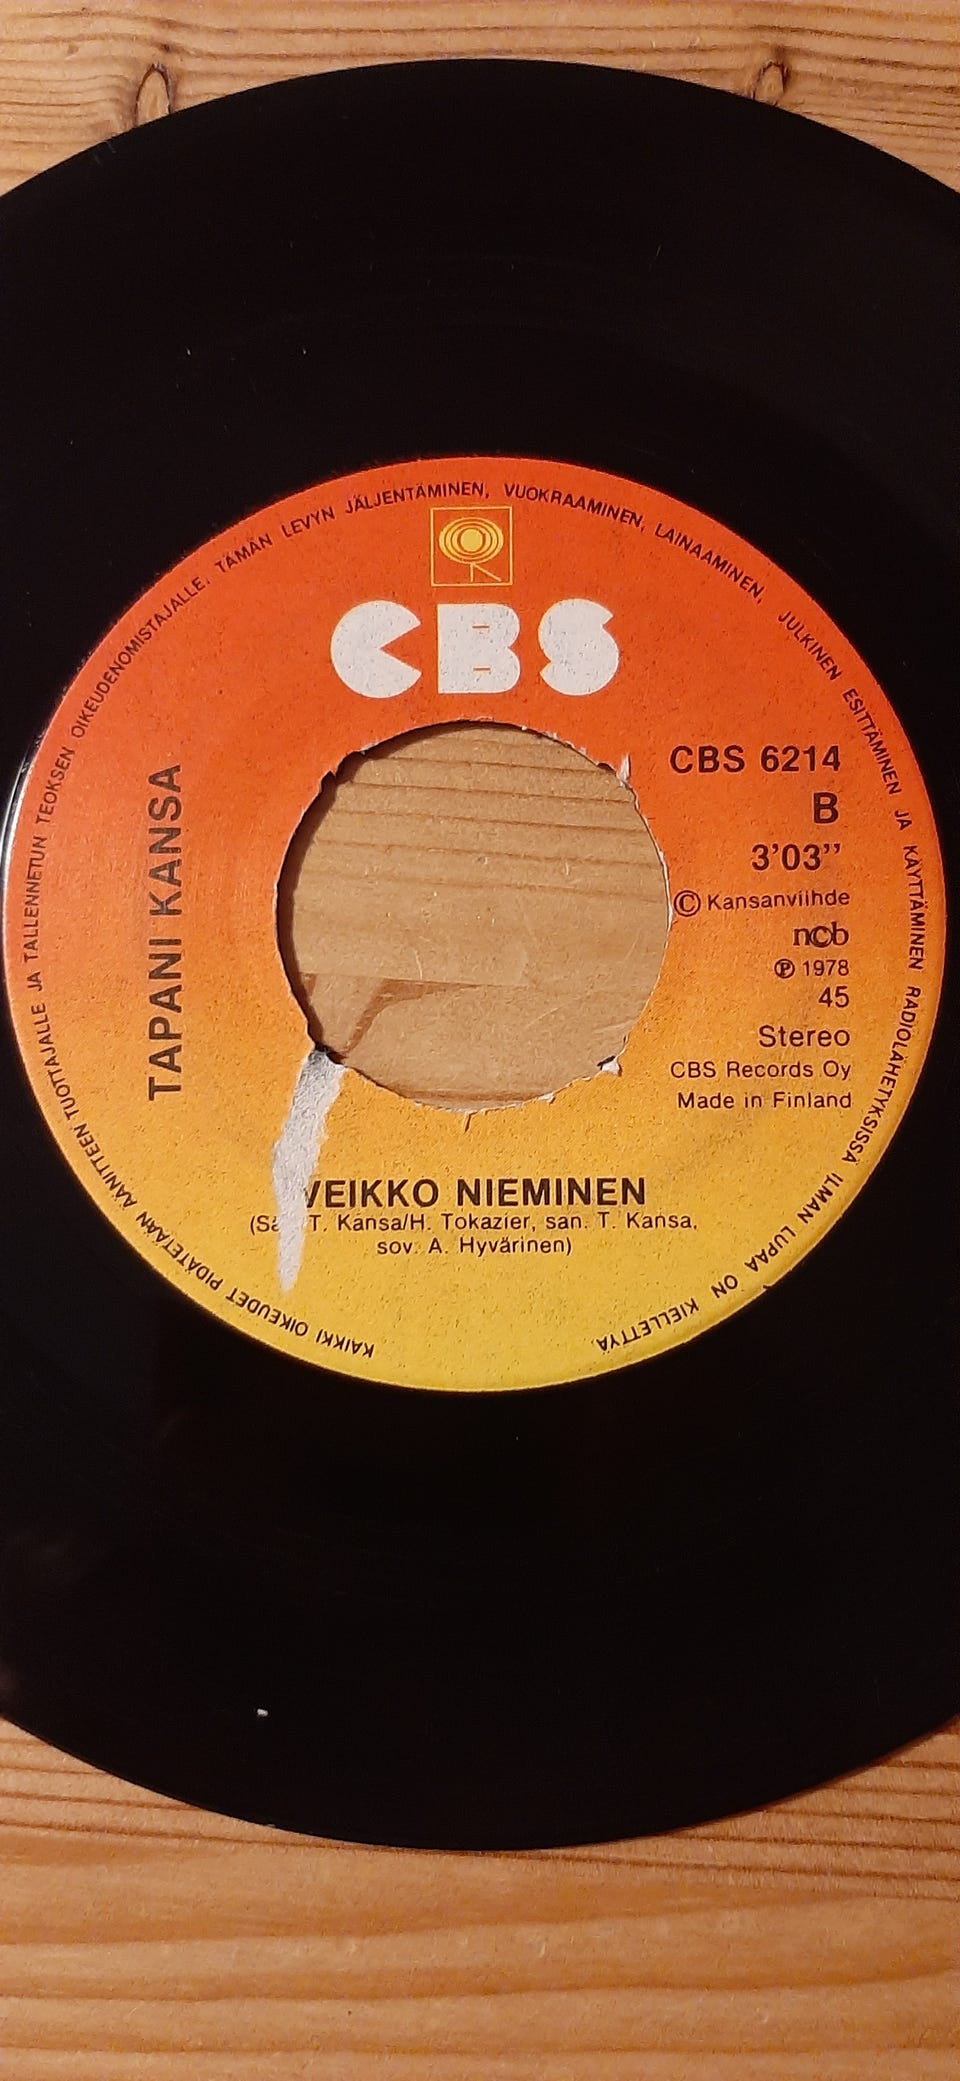 KAIKKI OIKEUDET PIDÄTETÄÄN ÄÄNITTEEN TUOTTAJALLE JA TALLENNETUN TEOKSEN OIKEUDENOMISTAJALLE. TÄMÄN LEVYN JÄLJENTÄMINEN, VUOKRAAMINEN, LAINAAMINEN, JULKINEN ESITTÄMINEN JA KÄYTTÄMINEN RADIOLÄHETYKSISSÄ ILMAN LUPAA ON KIELLETTYÄ
CBS
TAPANI KANSA
CBS 6214
B
3'03''
© Kansanviihde
ncb
℗ 1978
45
Stereo
CBS Records Oy
Made in Finland
VEIKKO NIEMINEN
T. Kansa/H. Tokazier, san. T. Kansa,
sov. A. Hyvärinen)